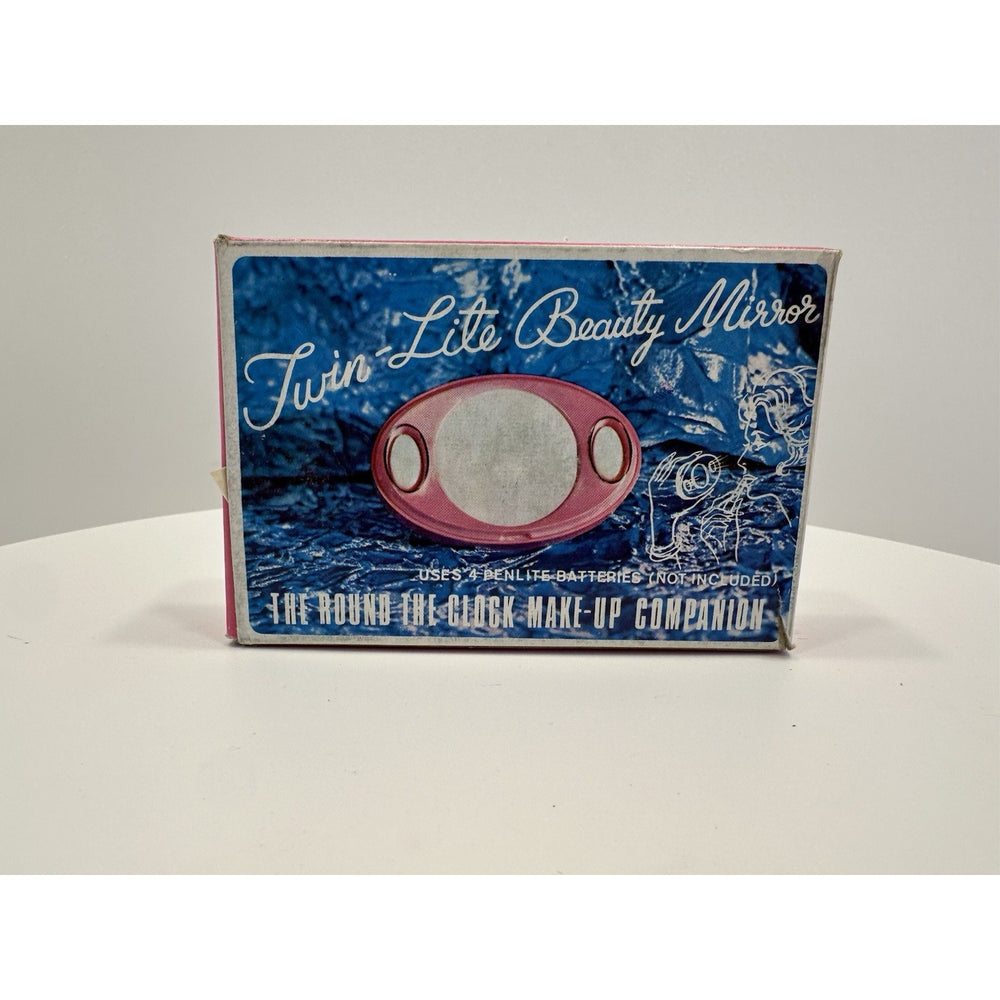 Twin-Lite Beauty Mirror
USES 4 PENLITE BATTERIES (NOT INCLUDED)
THE ROUND THE CLOCK MAKE-UP COMPANION